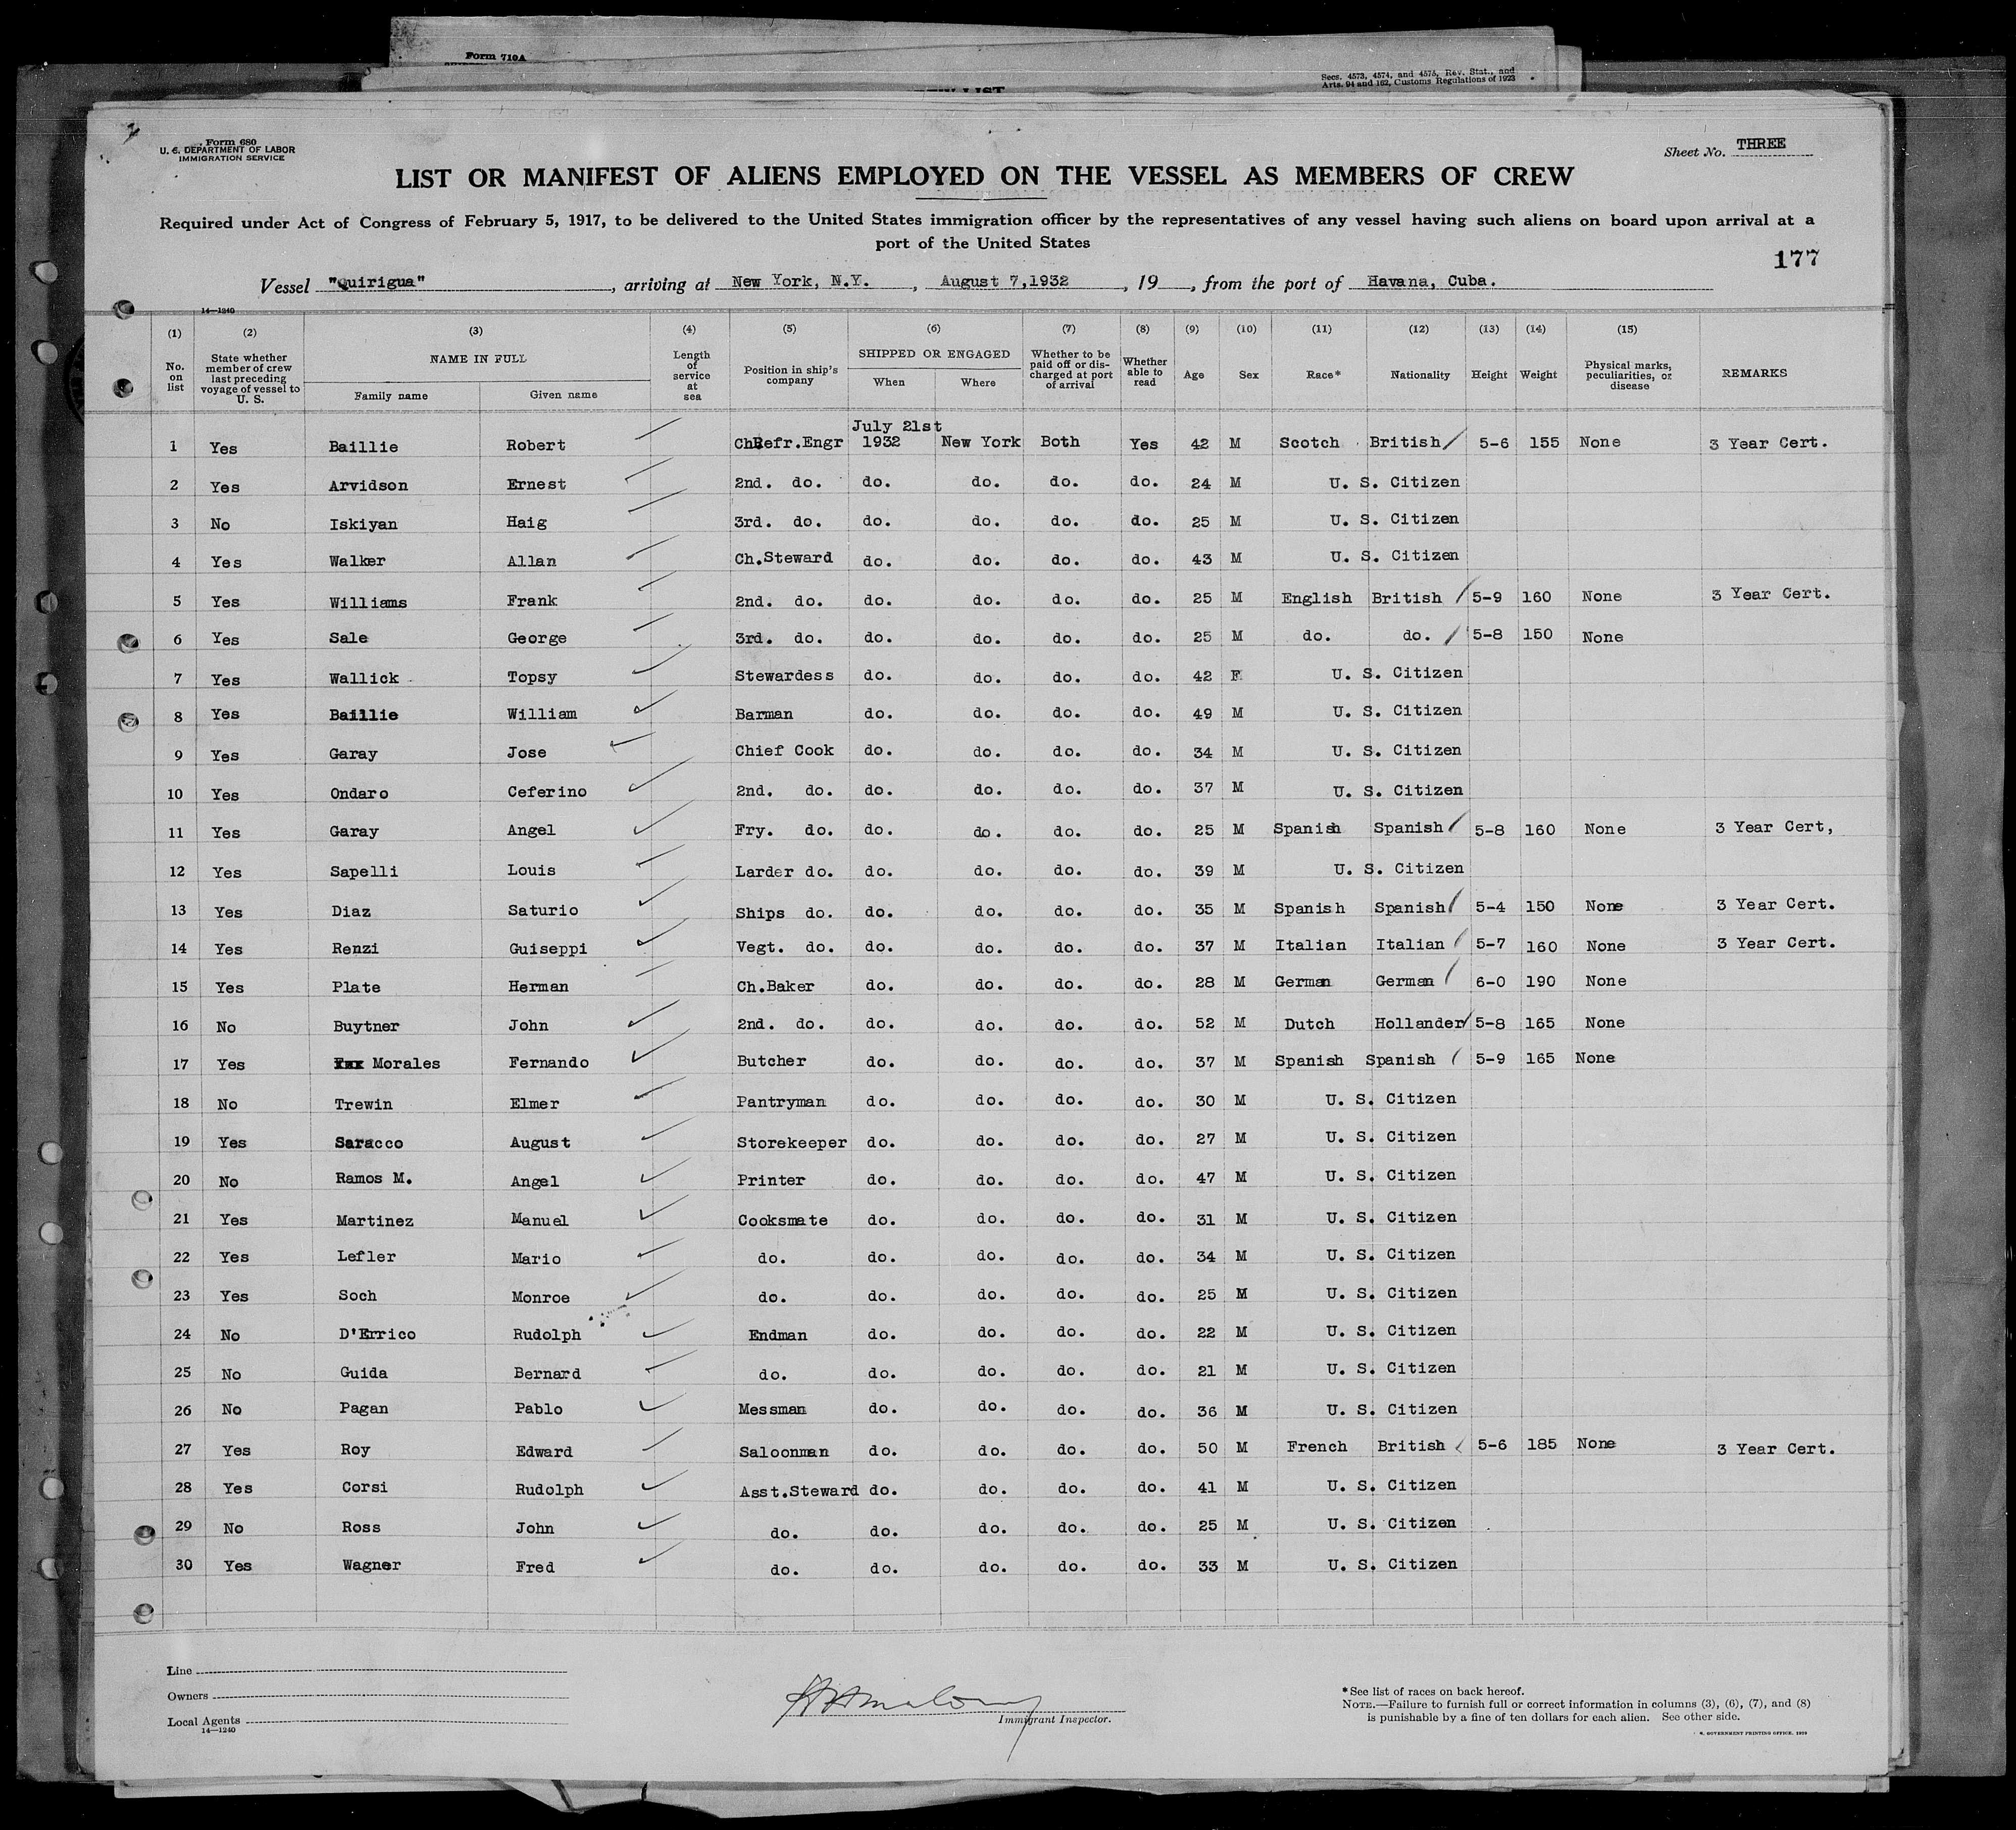 Form 710A
Secs. 4573, 4574, and 4575, Rev. Stat., and
Arts. 94 and 162, Customs Regulations of 1923
Form 680
U. S. DEPARTMENT OF LABOR
IMMIGRATION SERVICE
Sheet No. THREE
LIST OR MANIFEST OF ALIENS EMPLOYED ON THE VESSEL AS MEMBERS OF CREW
Required under Act of Congress of February 5, 1917, to be delivered to the United States immigration officer by the representatives of any vessel having such aliens on board upon arrival at a
port of the United States
177
Vessel "Quirigua", arriving at New York, N.Y., August 7,1932, 19, from the port of Havana, Cuba.
14—1240
(1) (2) (3) (4) (5) (6) (7) (8) (9) (10) (11) (12) (13) (14) (15)
No. on list State whether member of crew last preceding voyage of vessel to U. S. NAME IN FULL Family name Given name Length of service at sea Position in ship's company SHIPPED OR ENGAGED When Where Whether to be paid off or discharged at port of arrival Whether able to read Age Sex Race* Nationality Height Weight Physical marks, peculiarities, or disease REMARKS
July 21st
1 Yes Baillie Robert ChRefr.Engr 1932 New York Both Yes 42 M Scotch British 5-6 155 None 3 Year Cert.
2 Yes Arvidson Ernest 2nd. do. do. do. do. do. 24 M U. S. Citizen
3 No Iskiyan Haig 3rd. do. do. do. do. do. 25 M U. S. Citizen
4 Yes Walker Allan Ch.Steward do. do. do. do. 43 M U. S. Citizen
5 Yes Williams Frank 2nd. do. do. do. do. do. 25 M English British 5-9 160 None 3 Year Cert.
6 Yes Sale George 3rd. do. do. do. do. do. 25 M do. do. 5-8 150 None
7 Yes Wallick Topsy Stewardess do. do. do. do. 42 F U. S. Citizen
8 Yes Baillie William Barman do. do. do. do. 49 M U. S. Citizen
9 Yes Garay Jose Chief Cook do. do. do. do. 34 M U. S. Citizen
10 Yes Ondaro Ceferino 2nd. do. do. do. do. do. 37 M U. S. Citizen
11 Yes Garay Angel Fry. do. do. do. do. do. 25 M Spanish Spanish 5-8 160 None 3 Year Cert,
12 Yes Sapelli Louis Larder do. do. do. do. do. 39 M U. S. Citizen
13 Yes Diaz Saturio Ships do. do. do. do. do. 35 M Spanish Spanish 5-4 150 None 3 Year Cert.
14 Yes Renzi Guiseppi Vegt. do. do. do. do. do. 37 M Italian Italian 5-7 160 None 3 Year Cert.
15 Yes Plate Herman Ch.Baker do. do. do. do. 28 M German German 6-0 190 None
16 No Buytner John 2nd. do. do. do. do. do. 52 M Dutch Hollander 5-8 165 None
17 Yes Morales Fernando Butcher do. do. do. do. 37 M Spanish Spanish 5-9 165 None
18 No Trewin Elmer Pantryman do. do. do. do. 30 M U. S. Citizen
19 Yes Saracco August Storekeeper do. do. do. do. 27 M U. S. Citizen
20 No Ramos M. Angel Printer do. do. do. do. 47 M U. S. Citizen
21 Yes Martinez Manuel Cooksmate do. do. do. do. 31 M U. S. Citizen
22 Yes Lefler Mario do. do. do. do. do. 34 M U. S. Citizen
23 Yes Soch Monroe do. do. do. do. do. 25 M U. S. Citizen
24 No D'Errico Rudolph Endman do. do. do. do. 22 M U. S. Citizen
25 No Guida Bernard do. do. do. do. do. 21 M U. S. Citizen
26 No Pagan Pablo Messman do. do. do. do. 36 M U. S. Citizen
27 Yes Roy Edward Saloonman do. do. do. do. 50 M French British 5-6 185 None 3 Year Cert.
28 Yes Corsi Rudolph Asst.Steward do. do. do. do. 41 M U. S. Citizen
29 No Ross John do. do. do. do. do. 25 M U. S. Citizen
30 Yes Wagner Fred do. do. do. do. do. 33 M U. S. Citizen
Line
Owners
Local Agents
14—1240
Immigrant Inspector.
*See list of races on back hereof.
NOTE.—Failure to furnish full or correct information in columns (3), (6), (7), and (8)
is punishable by a fine of ten dollars for each alien. See other side.
GOVERNMENT PRINTING OFFICE. 1929